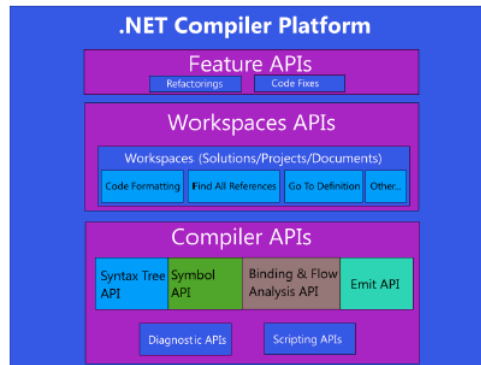 .NET Compiler Platform
Feature APIs
Refactorings Code Fixes
Workspaces APIs
Workspaces (Solutions/Projects/Documents)
Code Formatting Find All References Go To Definition Other...
Compiler APIs
Syntax Tree API
Symbol API
Binding & Flow Analysis API
Emit API
Diagnostic APIs Scripting APIs